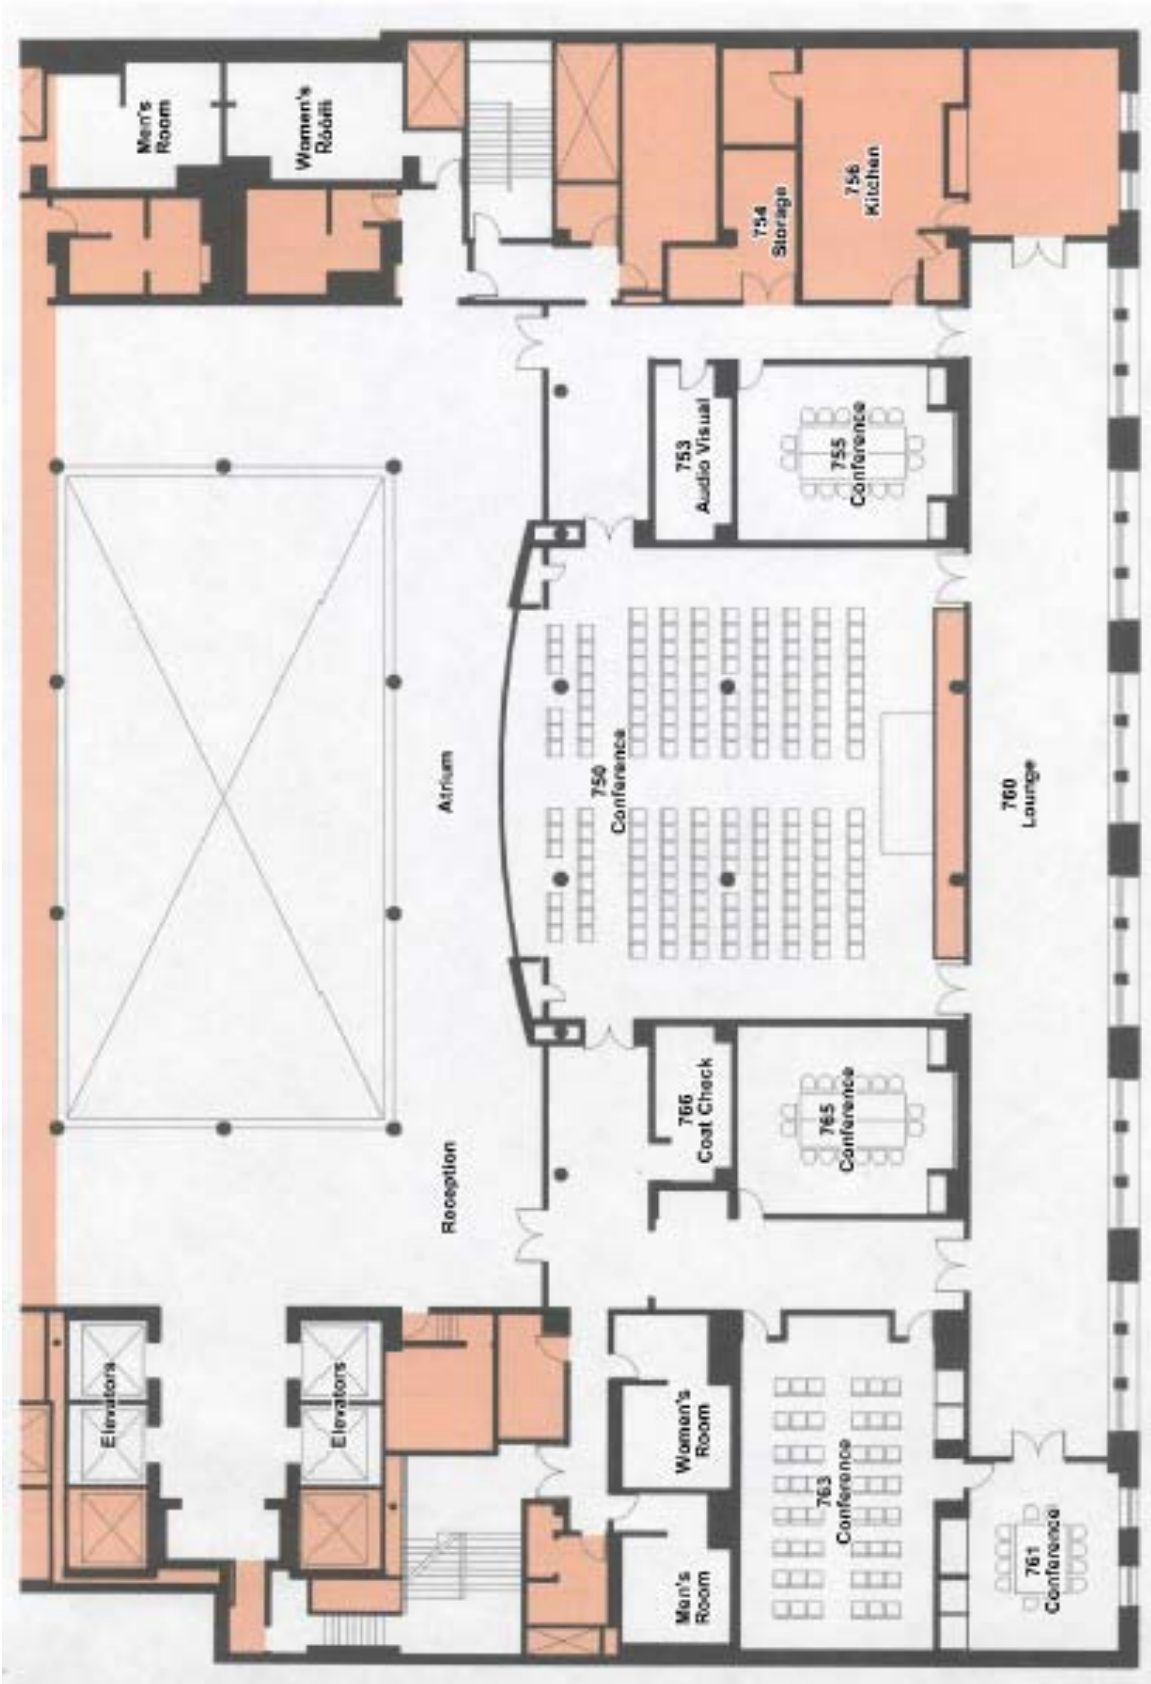 Men's
Room
Women's
Room
754
Storage
756
Kitchen
753
Audio Visual
755
Conference
Atrium
750
Conference
760
Lounge
Reception
766
Coat Check
765
Conference
Elevators
Elevators
Women's
Room
Men's
Room
763
Conference
761
Conference